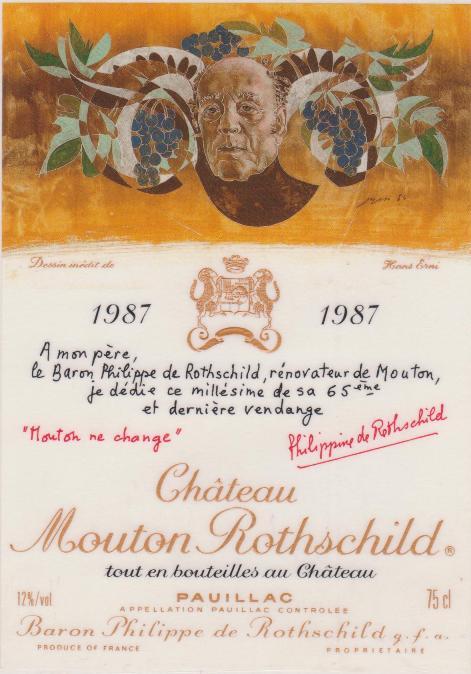 Dessin inédit de
Hans Erni
1987
1987
A mon père,
le Baron Philippe de Rothschild, rénovateur de Mouton,
je dédie ce millésime de sa 65ème
et dernière vendange
"Mouton ne change"
Philippine de Rothschild
Château
Mouton Rothschild ®
tout en bouteilles au Château
12%/vol
PAUILLAC
75 cl
APPELLATION PAUILLAC CONTROLÉE
Baron Philippe de Rothschild g.f.a.
PRODUCE OF FRANCE
PROPRIETAIRE